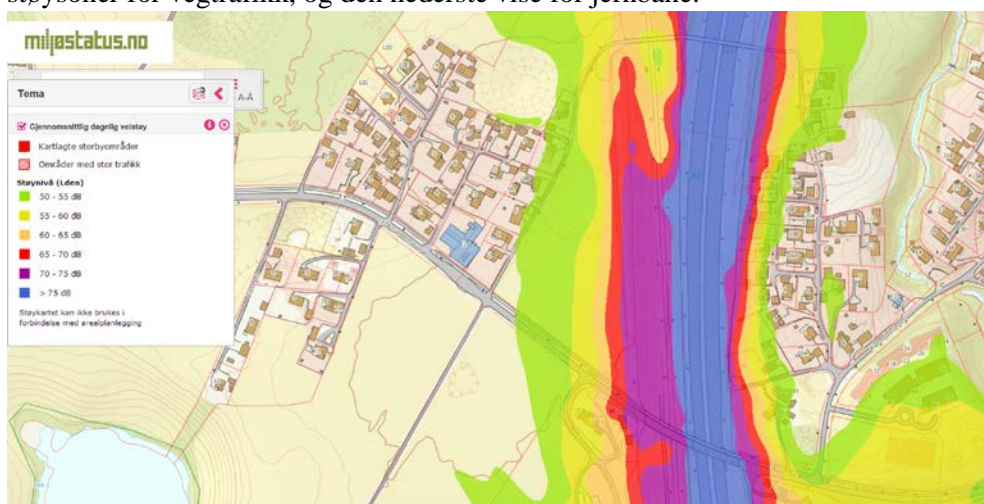 støysoner for vegtrafikk, og den nederste vise for jernbane.
miljøstatus.no
Tema
A-Å
Gjennomsnittlig døgnlig veistøy
Kartlagte storbyområder
Områder med stor trafikk
Støynivå (Lden)
50 - 55 dB
55 - 60 dB
60 - 65 dB
65 - 70 dB
70 - 75 dB
> 75 dB
Støykartet kan ikke brukes i
forbindelse med arealplanlegging